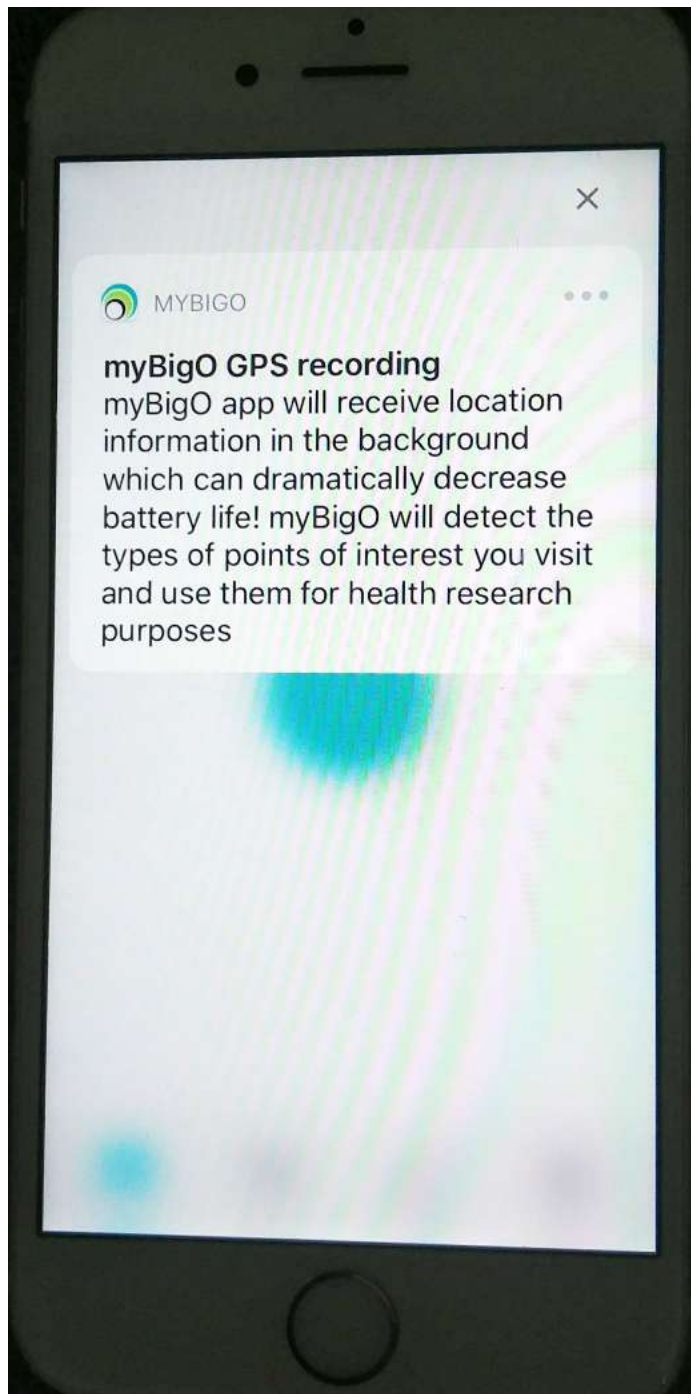 MYBIGO
myBigO GPS recording
myBigO app will receive location
information in the background
which can dramatically decrease
battery life! myBigO will detect the
types of points of interest you visit
and use them for health research
purposes